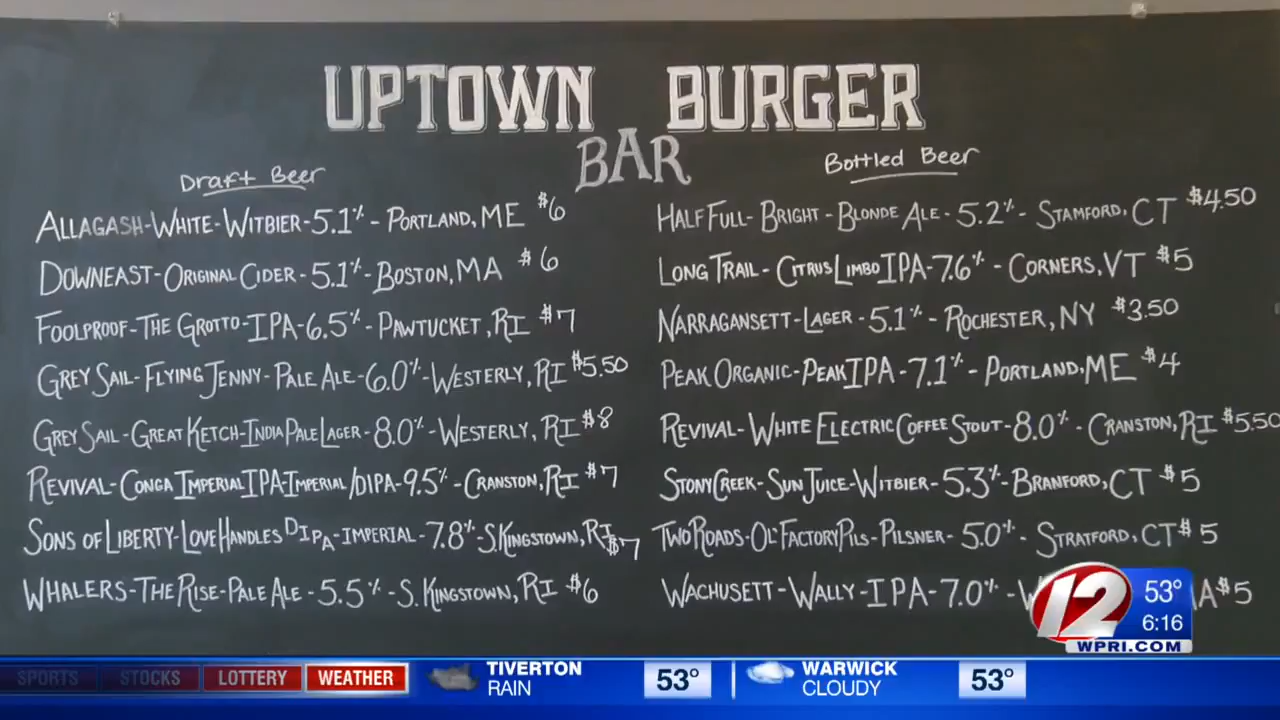 UPTOWN BURGER
BAR
Draft Beer
ALLAGASH-WHITE-WITBIER-5.1%-PORTLAND, ME $6
DOWNEAST-ORIGINAL CIDER-5.1%-BOSTON, MA $6
FOOLPROOF-THE GROTTO-IPA-6.5%-PAWTUCKET, RI $7
GREY SAIL-FLYING JENNY-PALE ALE-6.0%-WESTERLY, RI $5.50
GREY SAIL-GREAT KETCH-INDIA PALE LAGER-8.0%-WESTERLY, RI $8
REVIVAL-CONGA IMPERIAL IPA-IMPERIAL/DIPA-9.5%-CRANSTON, RI $7
SONS OF LIBERTY-LOVE HANDLES DIPA-IMPERIAL-7.8%-S.KINGSTOWN, RI $7
WHALERS-THE RISE-PALE ALE-5.5%-S. KINGSTOWN, RI $6
Bottled Beer
HALF FULL-BRIGHT-BLONDE ALE-5.2%-STAMFORD, CT $4.50
LONG TRAIL-CITRUS LIMBO IPA-7.6%-CORNERS, VT $5
NARRAGANSETT-LAGER-5.1%-ROCHESTER, NY $3.50
PEAK ORGANIC-PEAK IPA-7.1%-PORTLAND, ME $4
REVIVAL-WHITE ELECTRIC COFFEE STOUT-8.0%-CRANSTON, RI $5.50
STONY CREEK-SUN JUICE-WITBIER-5.3%-BRANFORD, CT $5
TWO ROADS-OL' FACTORY PILS-PILSNER-5.0%-STRATFORD, CT $5
WACHUSETT-WALLY-IPA-7.0%- $5
12 53°
6:16
WPRI.COM
SPORTS STOCKS LOTTERY WEATHER
TIVERTON
RAIN
53°
WARWICK
CLOUDY
53°